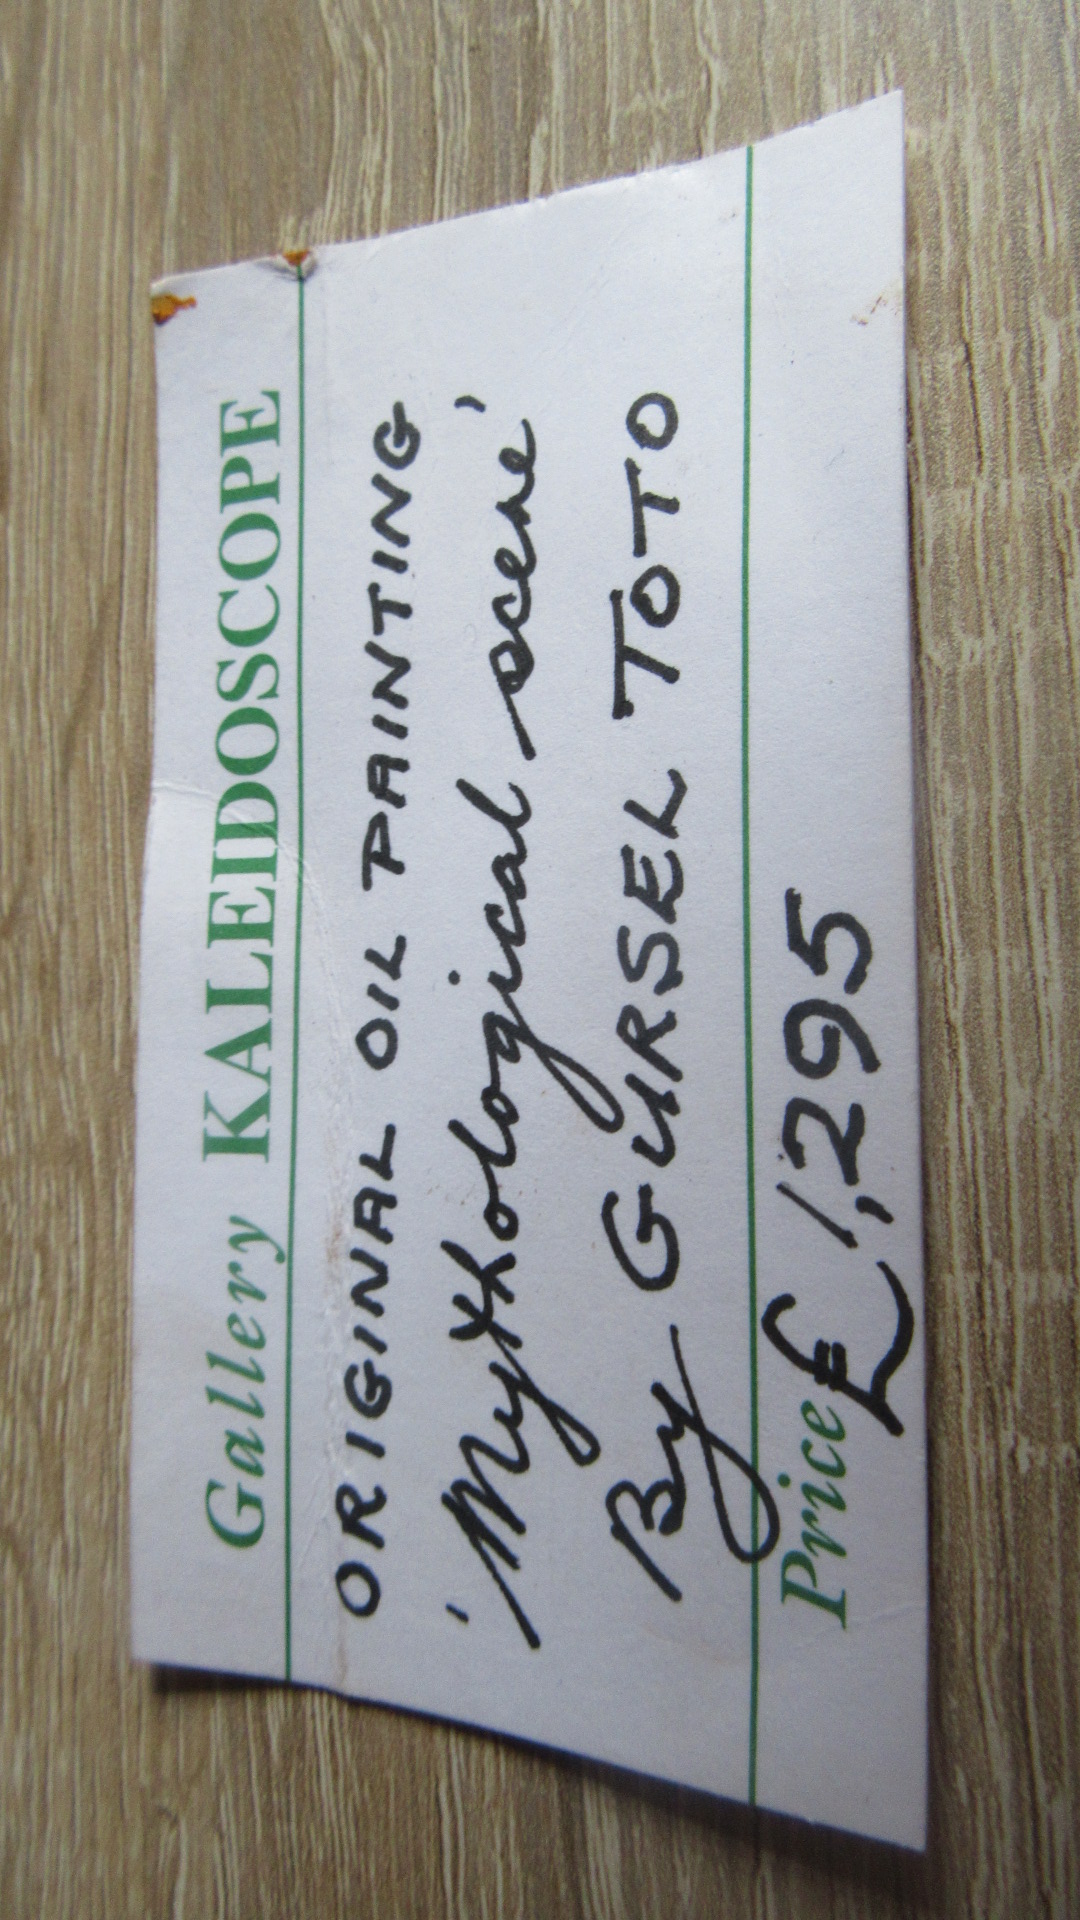 Gallery KALEIDOSCOPE
ORIGINAL OIL PAINTING
'Mythological scene'
By GURSEL TOTO
Price £1,295